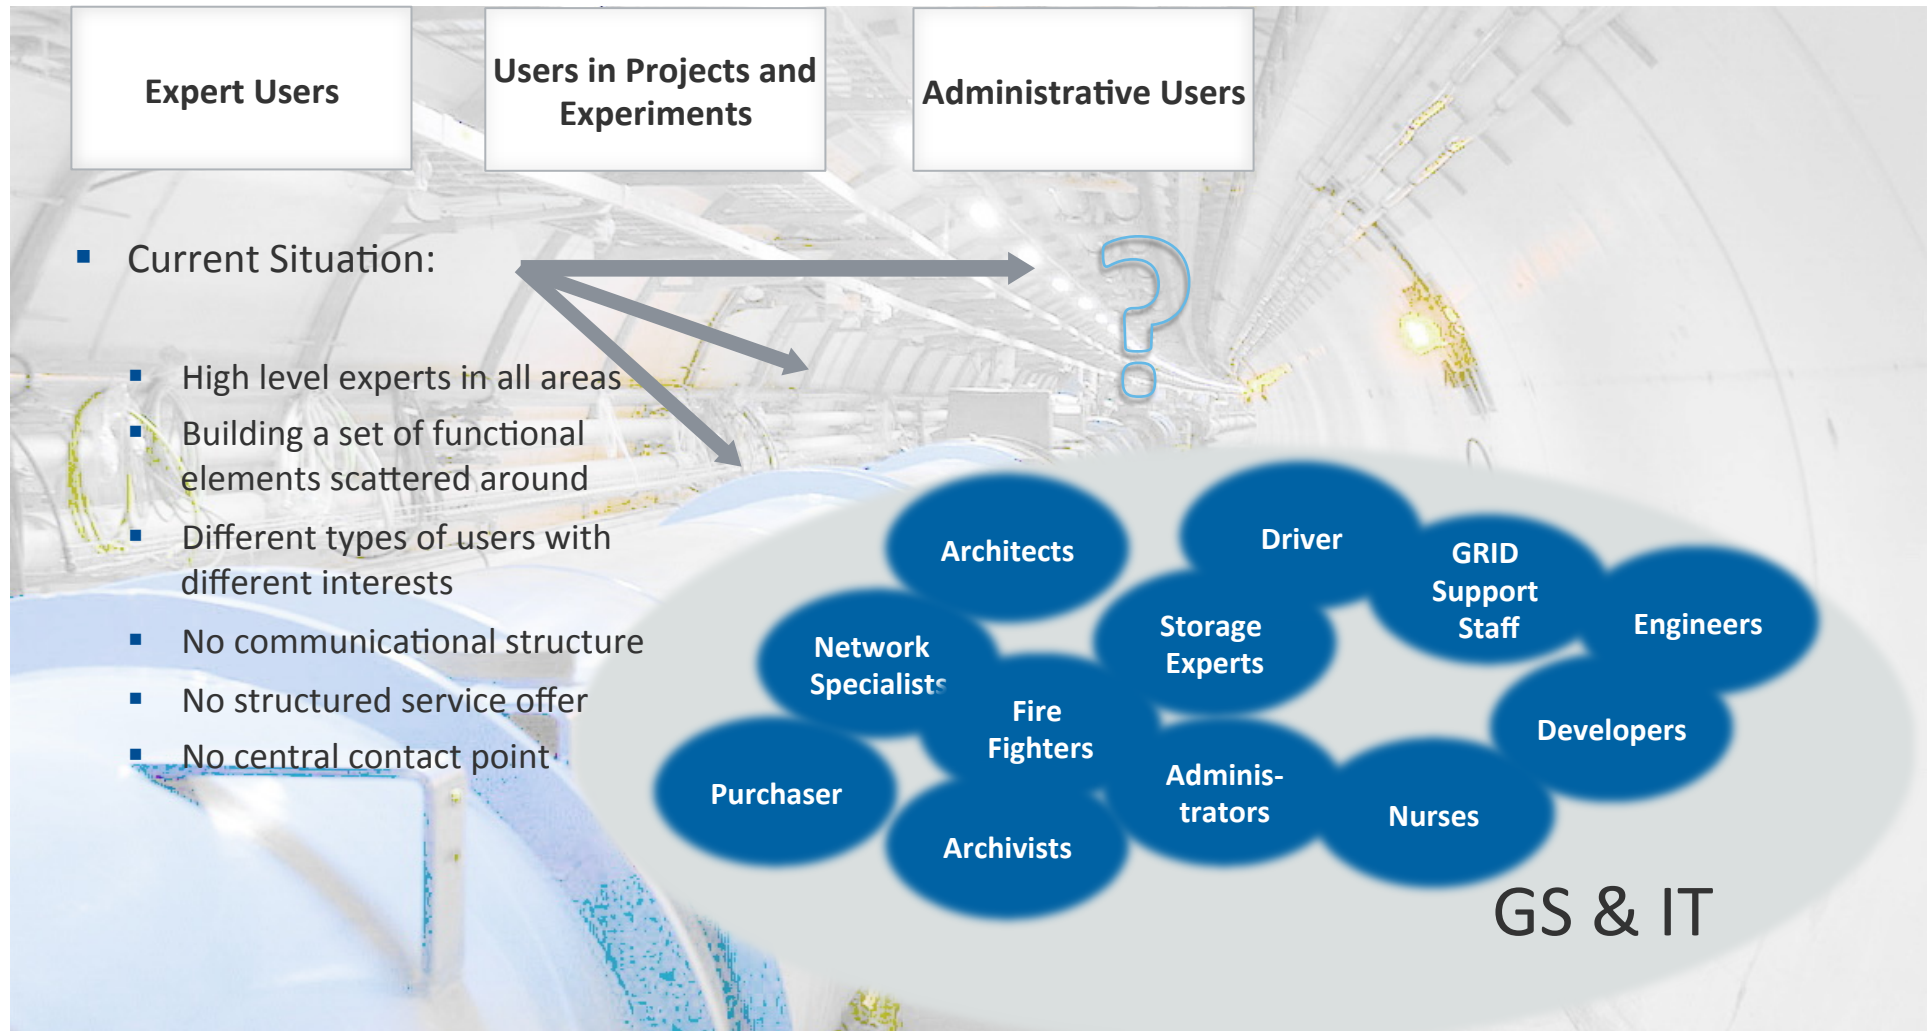 Expert Users
Users in Projects and
Experiments
Administrative Users
Current Situation:
?
High level experts in all areas
Building a set of functional
elements scattered around
Different types of users with
different interests
No communicational structure
No structured service offer
No central contact point
Architects
Driver
GRID
Support
Staff
Engineers
Network
Specialists
Storage
Experts
Fire
Fighters
Developers
Purchaser
Adminis-
trators
Nurses
Archivists
GS & IT